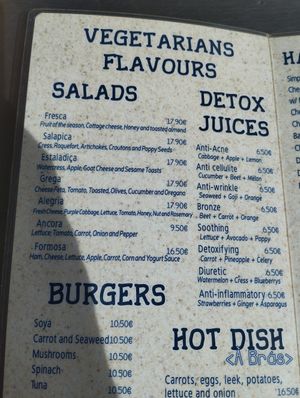 VEGETARIANS
FLAVOURS
SALADS
Fresca 17.90€
Fruit of the season, Cottage cheese, Honey and toasted almond
Salapica 17.90€
Cress, Roquefort, Artichokes, Croutons and Poppy Seeds
Estaladiça 17.90€
Watercress, Apple, Goat Cheese and Sesame Toasts
Grega 17.90€
Cheese Feta, Tomato, Toasted, Olives, Cucumber and Oregano
Alegria 17.90€
Fresh Cheese, Purple Cabbage, Lettuce, Tomato, Honey, Nut and Rosemary
Ancora 9.50€
Lettuce, Tomato, Carrot, Onion and Pepper
Formosa 16.50€
Ham, Cheese, Lettuce, Apple, Carrot, Corn and Yogurt Sauce
BURGERS
Soya 10.50€
Carrot and Seaweed 10.50€
Mushrooms 10.50€
Spinach 10.50€
Tuna 10.50€
DETOX
JUICES
Anti-Acne 6.50€
Cabbage + Apple + Lemon
Anti cellulite 6.50€
Cucumber + Beet + Melon
Anti-wrinkle 6.50€
Seaweed + Goji + Orange
Bronze 6.50€
Beet + Carrot + Orange
Soothing 6.50€
Lettuce + Avocado + Poppy
Detoxifying 6.50€
Carrot + Pineapple + Celery
Diuretic 6.50€
Watermelon + Cress + Blueberrys
Anti-inflammatory 6.50€
Strawberries + Ginger + Asparagus
HOT DISH
<À Brás>
Carrots, eggs, leek, potatoes,
lettuce and onion 16.50€
HA
Simp
Che
w/
Che
Che
Che